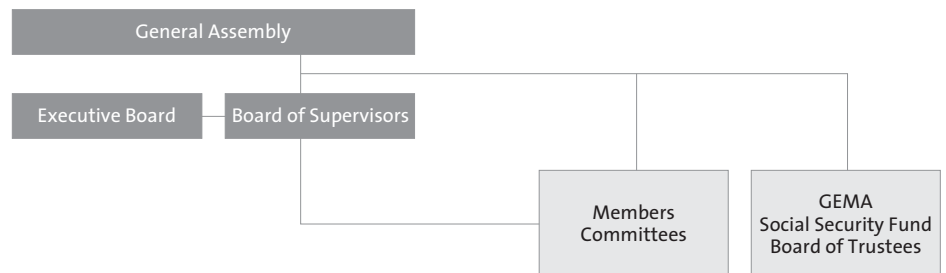 General Assembly
Executive Board
Board of Supervisors
Members
Committees
GEMA
Social Security Fund
Board of Trustees